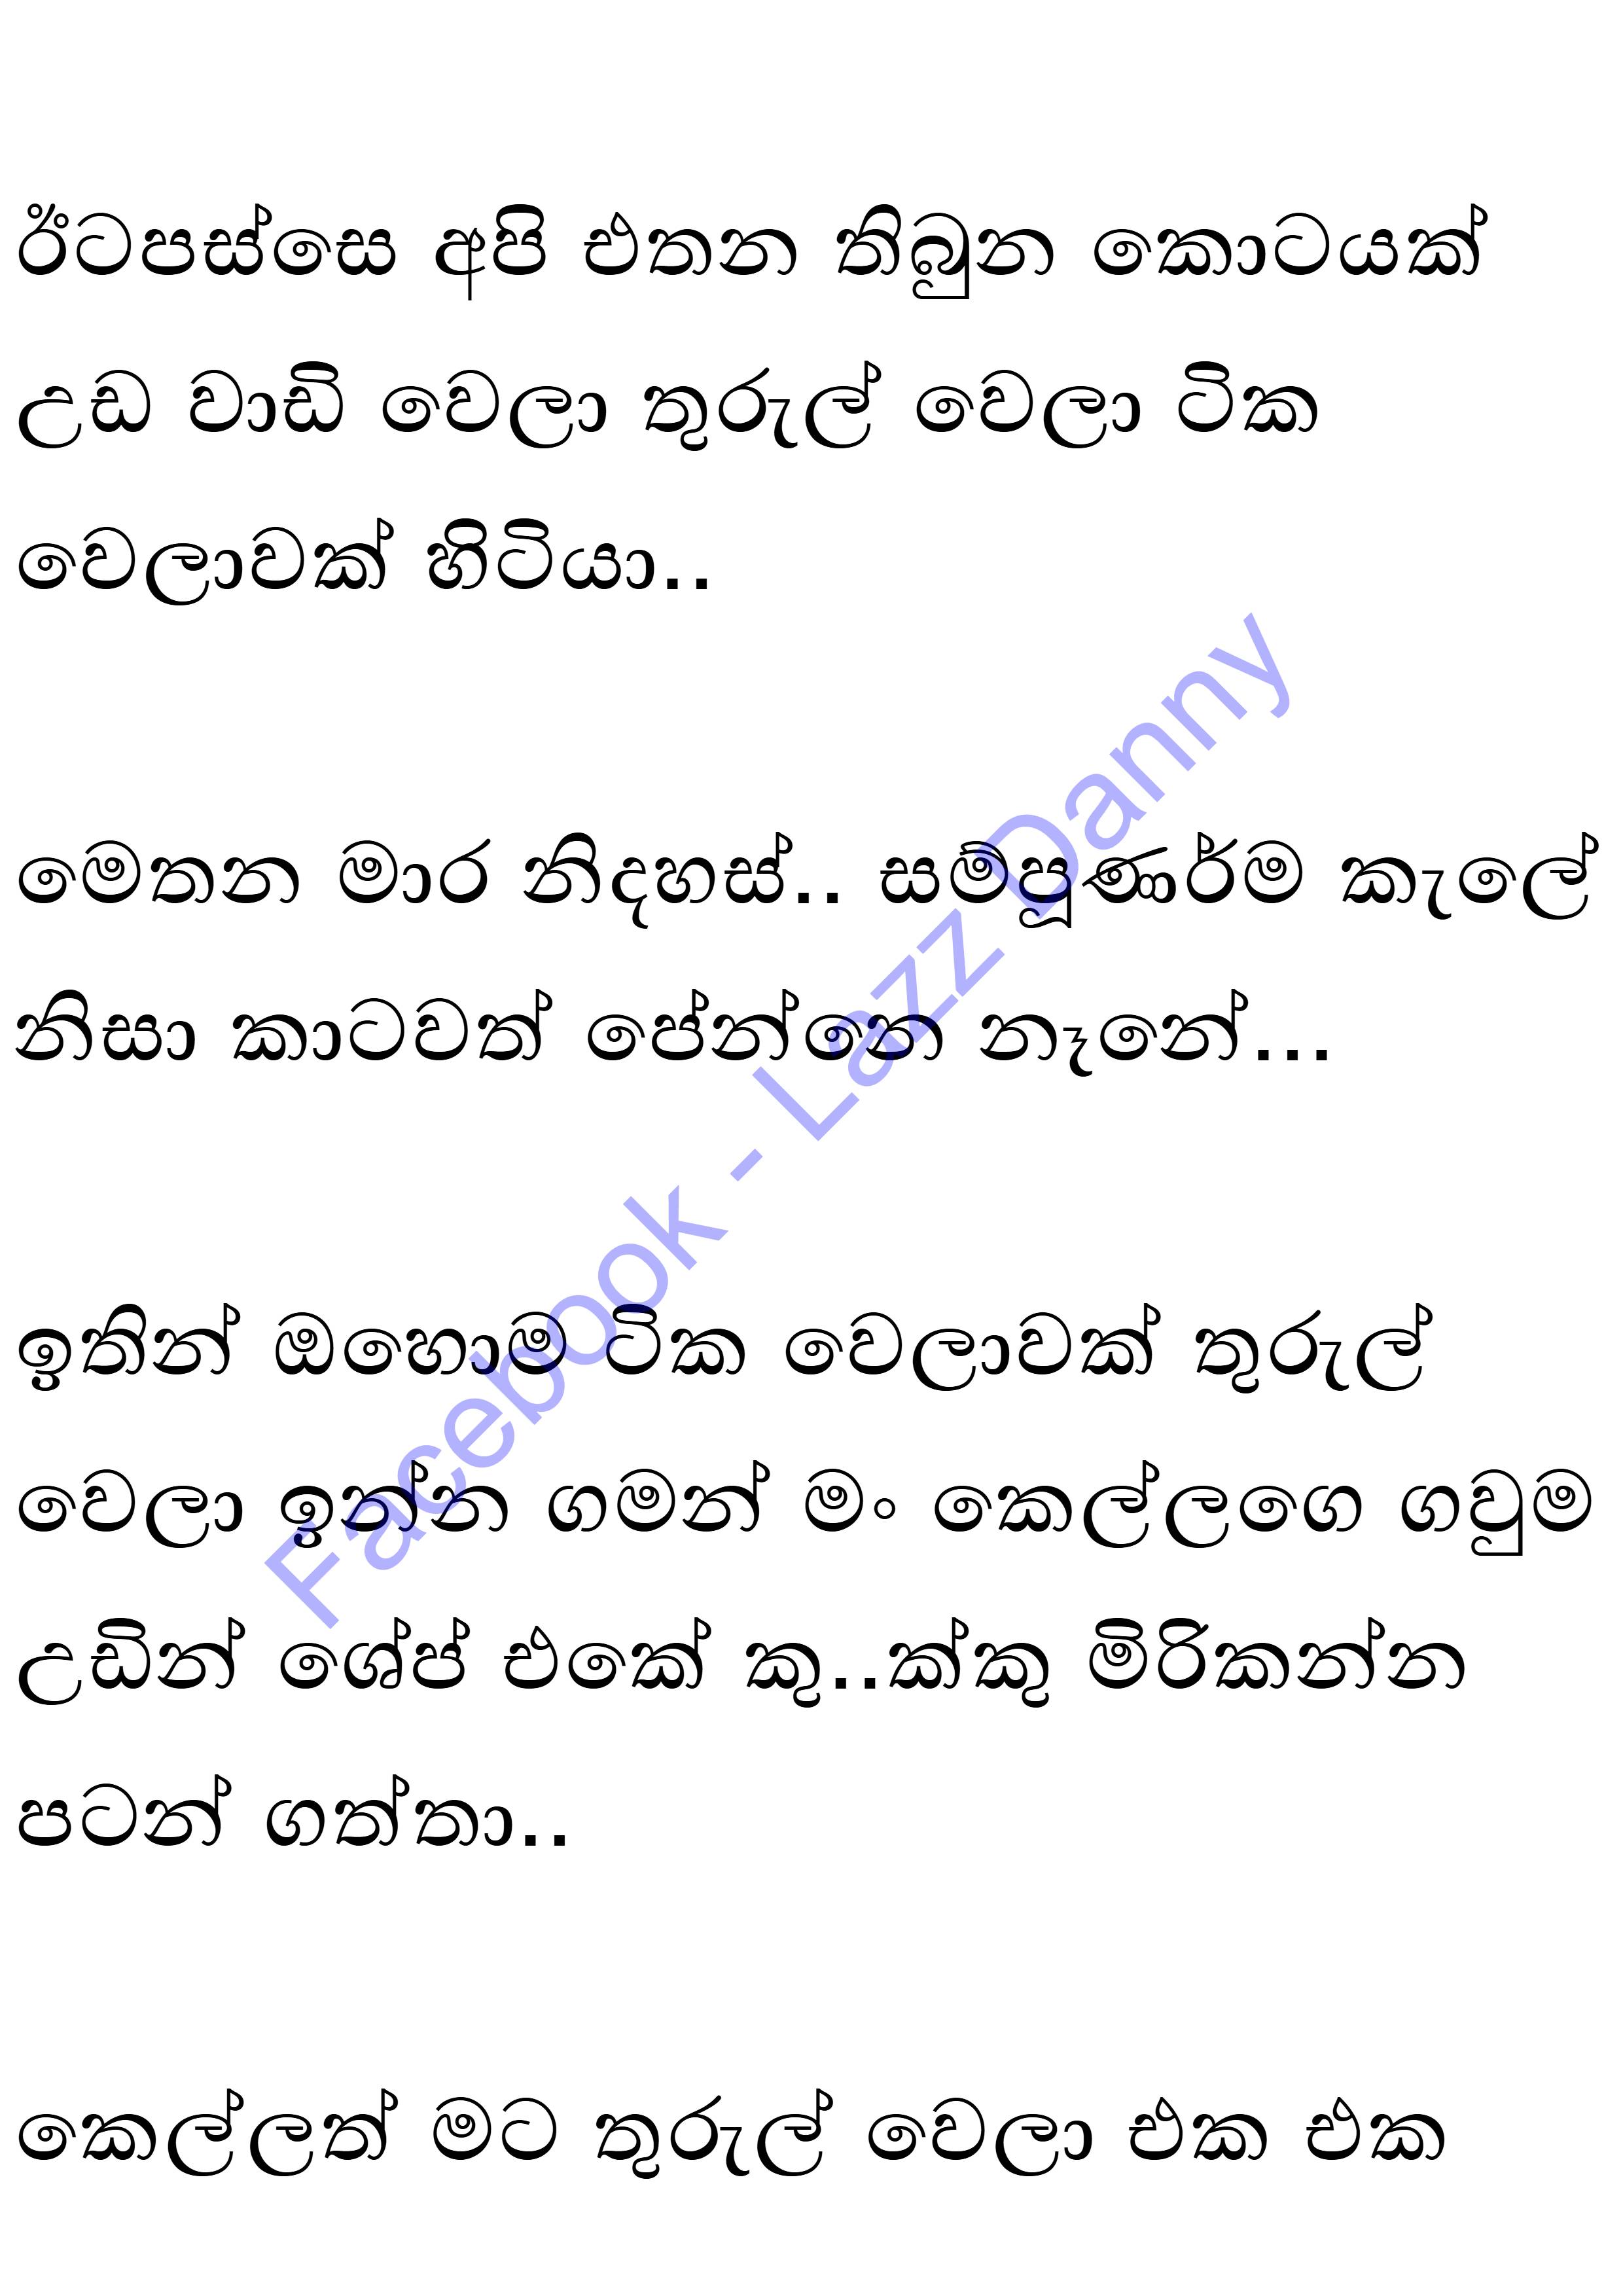 ඊටපස්සෙ අපි එතන තිබුන කොටයක්
උඩ වාඩි වෙලා තුරුල් වෙලා ටික
වෙලාවක් හිටියා..
මෙතන මාර නිදහස්.. සම්පූණර්ම කැලේ
නිසා කාටවත් පේන්නෙ නෑනේ...
ඉතින් ඔහොම ටික වෙලාවක් තුරුල්
වෙලා ඉන්න ගමන් මං කෙල්ලගෙ ගවුම
උඩින් ශේප් එකේ කු..ක්කු මිරිකන්න
පටන් ගත්තා..
කෙල්ලත් මට තුරුල් වෙලා එක එක
Facebook - Lazz Danny